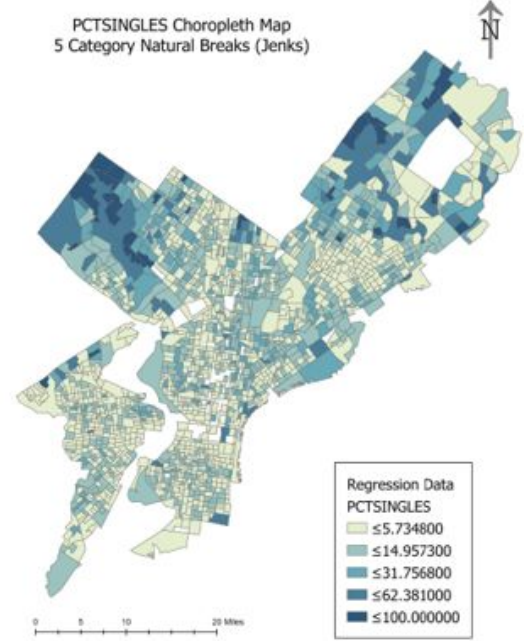 PCTSINGLES Choropleth Map
5 Category Natural Breaks (Jenks)
N
Regression Data
PCTSINGLES
≤5.734800
≤14.957300
≤31.756800
≤62.381000
≤100.000000
0 5 10 20 Miles